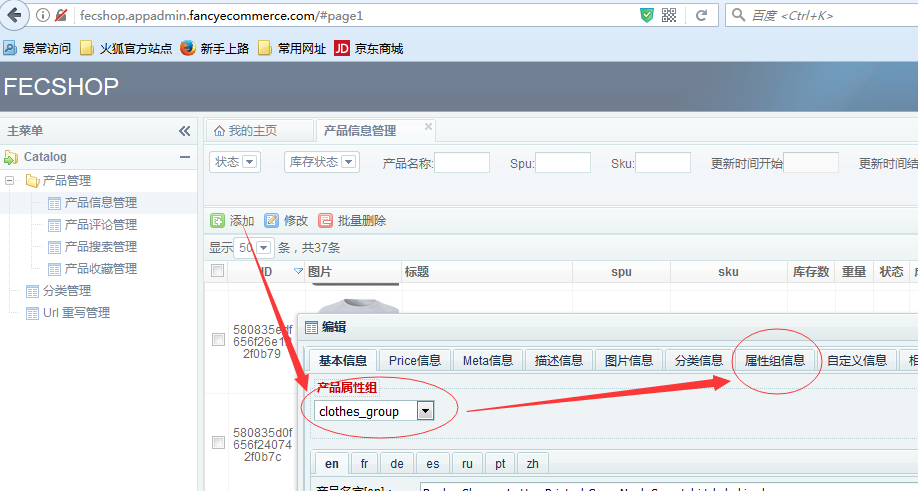 fecshop.appadmin.fancyecommerce.com/#page1
百度 <Ctrl+K>
最常访问 火狐官方站点 新手上路 常用网址 JD 京东商城
FECSHOP
主菜单
我的主页 产品信息管理
Catalog
状态 库存状态 产品名称: Spu: Sku: 更新时间开始 更新时间结
产品管理
产品信息管理
产品评论管理
产品搜索管理
产品收藏管理
分类管理
Url 重写管理
添加 修改 批量删除
显示 50 条，共37条
ID 图片 标题 spu sku 库存数 重量 状态
编辑
基本信息 Price信息 Meta信息 描述信息 图片信息 分类信息 属性组信息 自定义信息 相
产品属性组
clothes_group
2f0b79
580835d0f
656f24074
2f0b7c
en fr de es ru pt zh